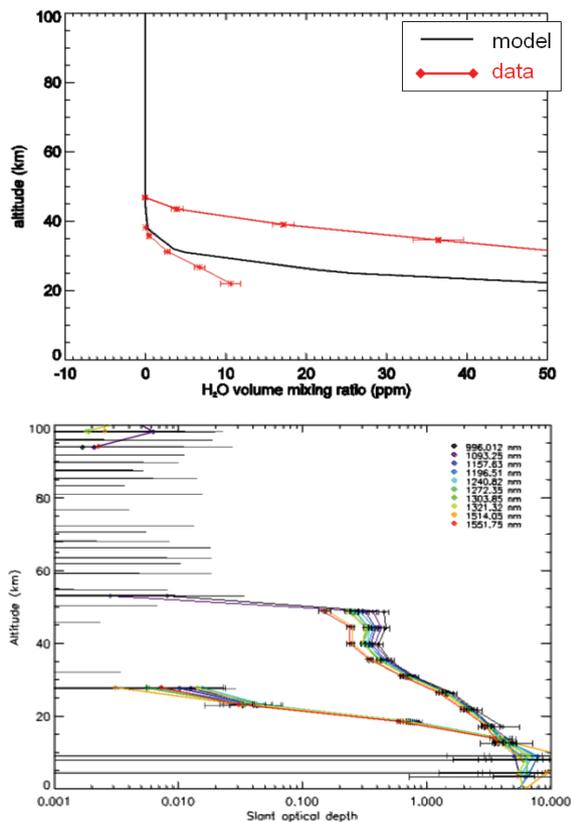 100
80
60
40
20
0
-10 0 10 20 30 40 50
altitude (km)
H₂O volume mixing ratio (ppm)
model
data
100
80
60
40
20
0
0.001 0.010 0.100 1.000 10.000
Altitude (km)
Slant optical depth
996.012 nm
1093.25 nm
1157.63 nm
1196.51 nm
1240.82 nm
1272.35 nm
1303.85 nm
1321.32 nm
1514.05 nm
1551.75 nm